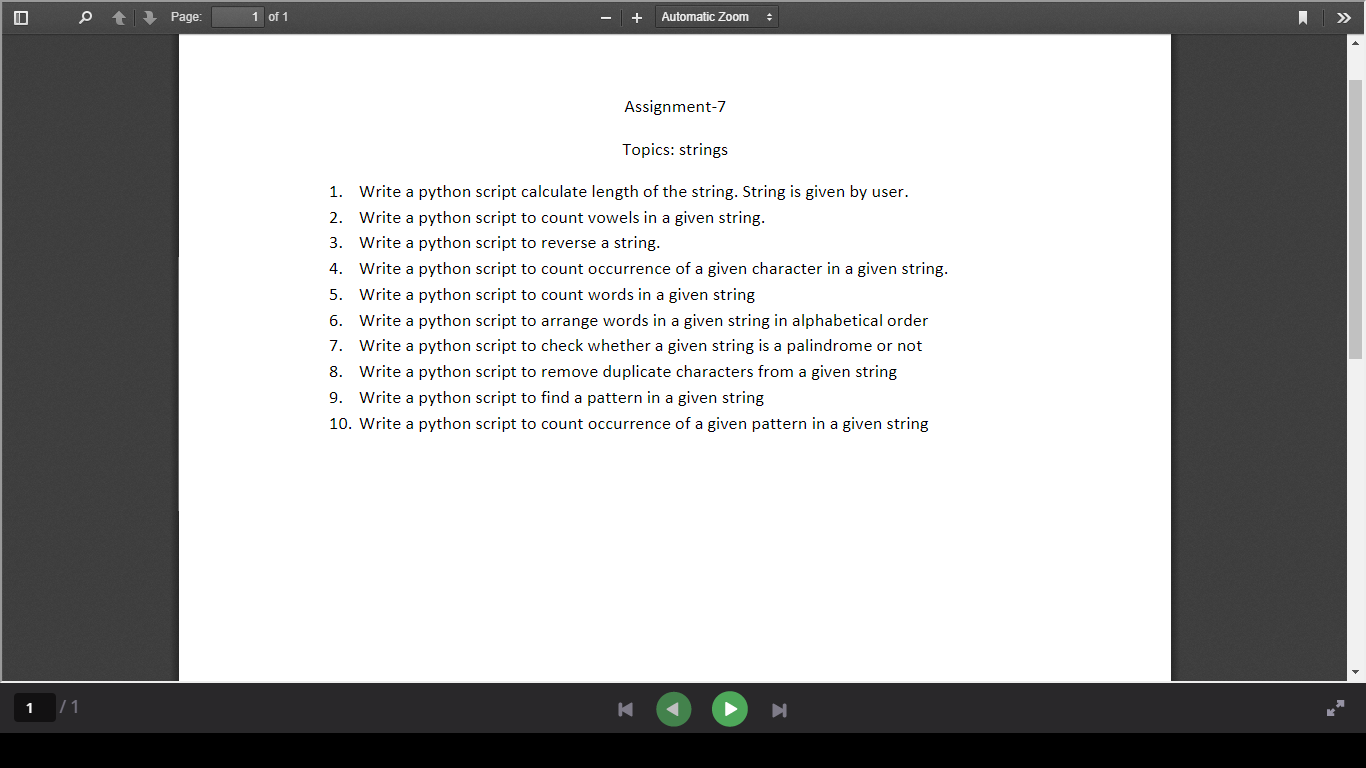 Page: 1 of 1 Automatic Zoom
Assignment-7
Topics: strings
1. Write a python script calculate length of the string. String is given by user.
2. Write a python script to count vowels in a given string.
3. Write a python script to reverse a string.
4. Write a python script to count occurrence of a given character in a given string.
5. Write a python script to count words in a given string
6. Write a python script to arrange words in a given string in alphabetical order
7. Write a python script to check whether a given string is a palindrome or not
8. Write a python script to remove duplicate characters from a given string
9. Write a python script to find a pattern in a given string
10. Write a python script to count occurrence of a given pattern in a given string
1 / 1